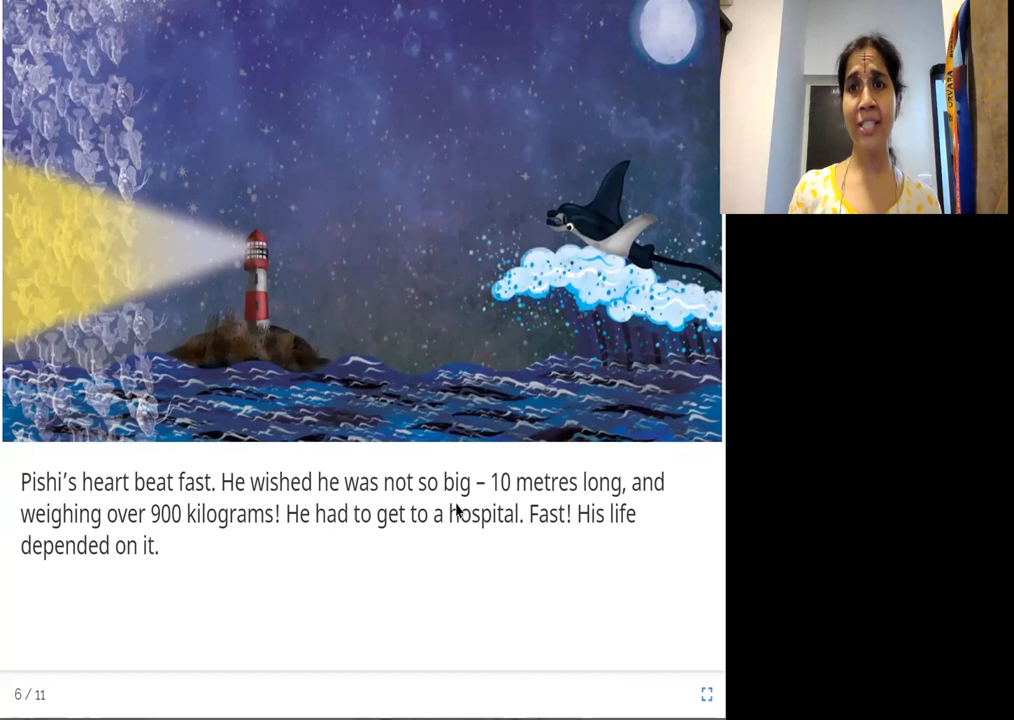 Pishi’s heart beat fast. He wished he was not so big – 10 metres long, and
weighing over 900 kilograms! He had to get to a hospital. Fast! His life
depended on it.
6 / 11
URVARA